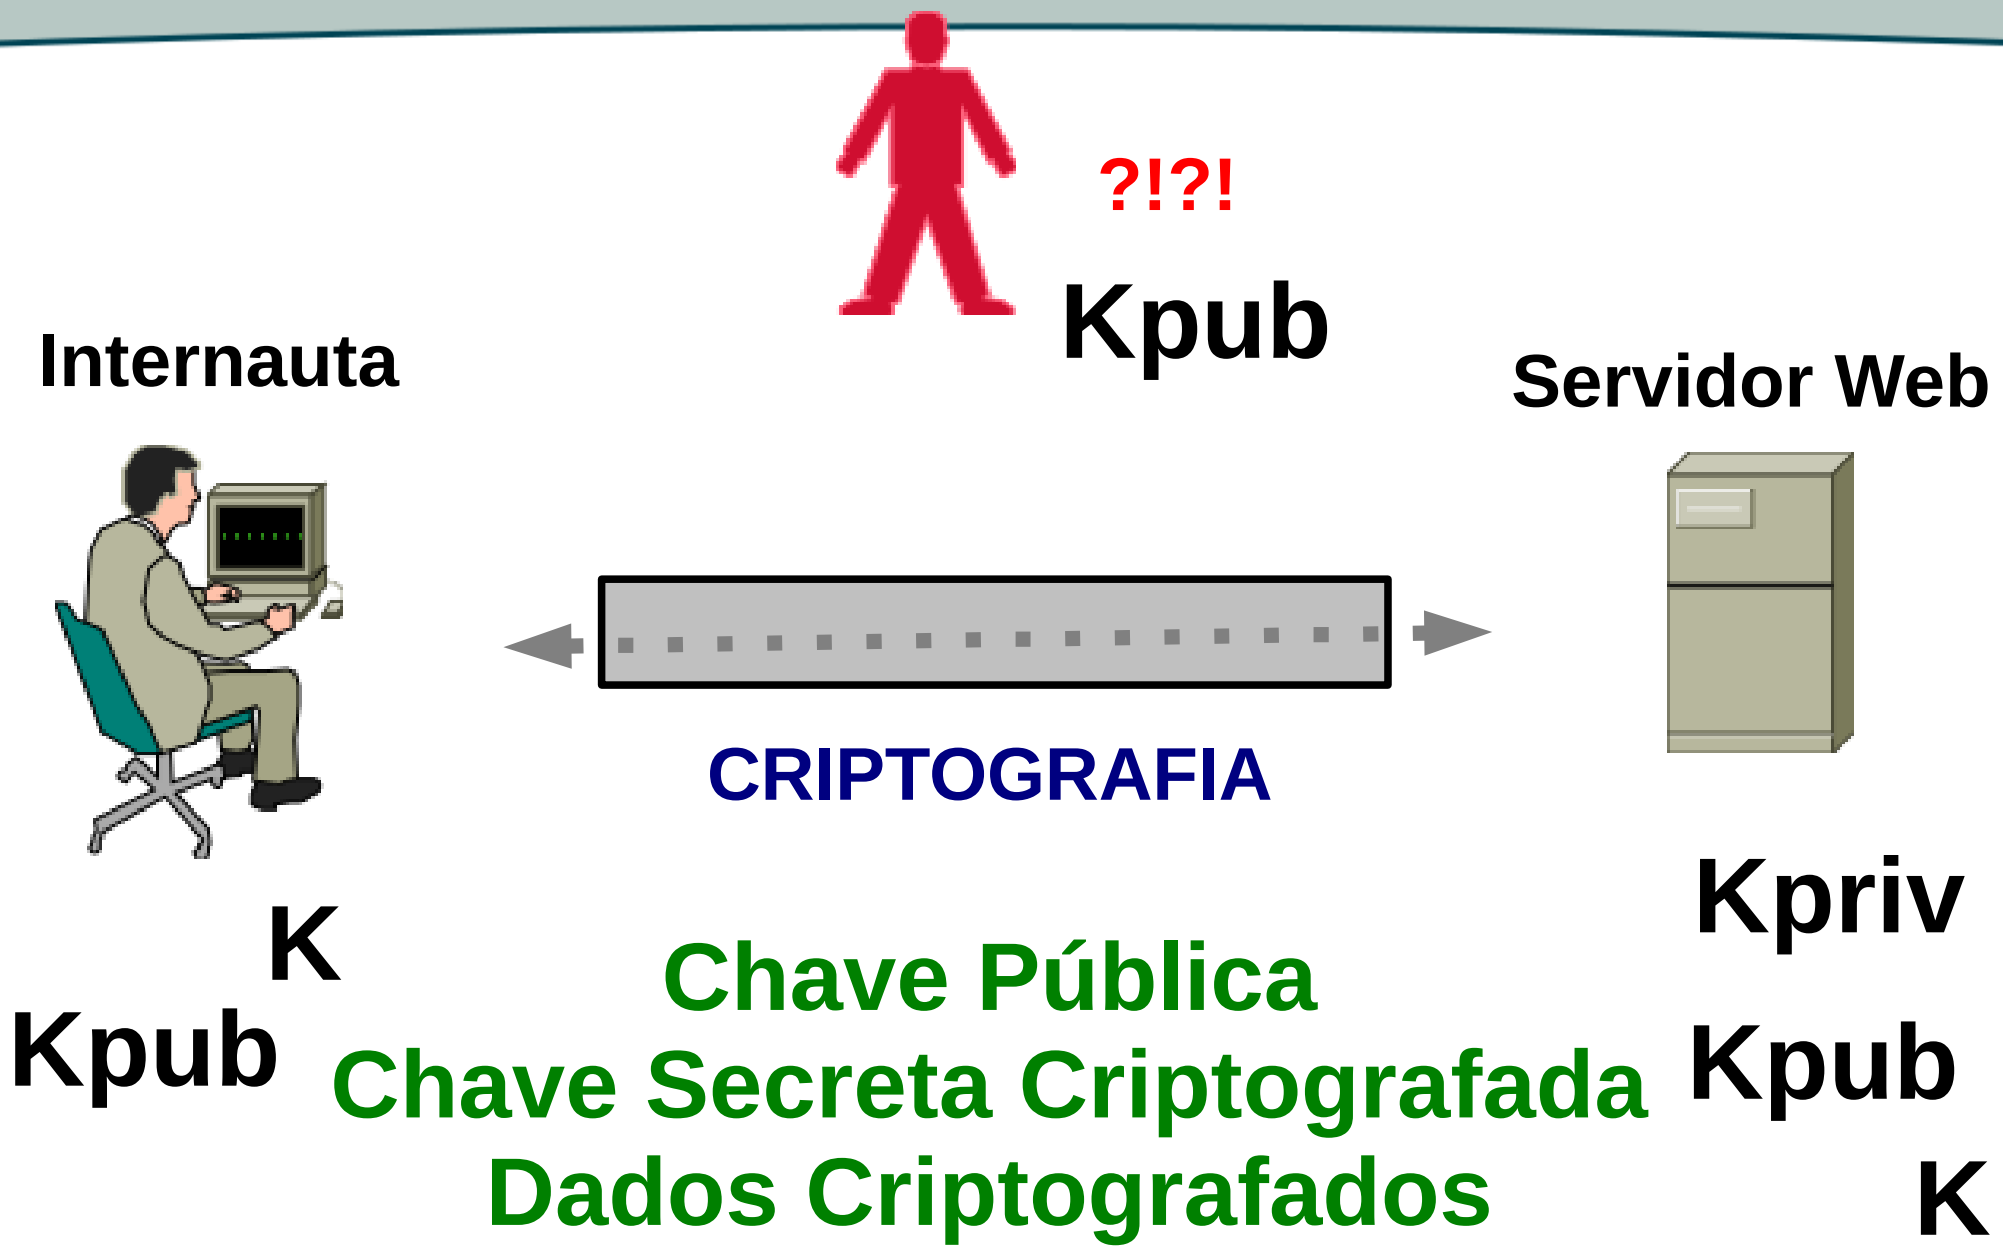 ?!?!
Kpub
Internauta
Servidor Web
CRIPTOGRAFIA
Kpriv
K
Chave Pública
Kpub
Kpub
Chave Secreta Criptografada
Dados Criptografados
K